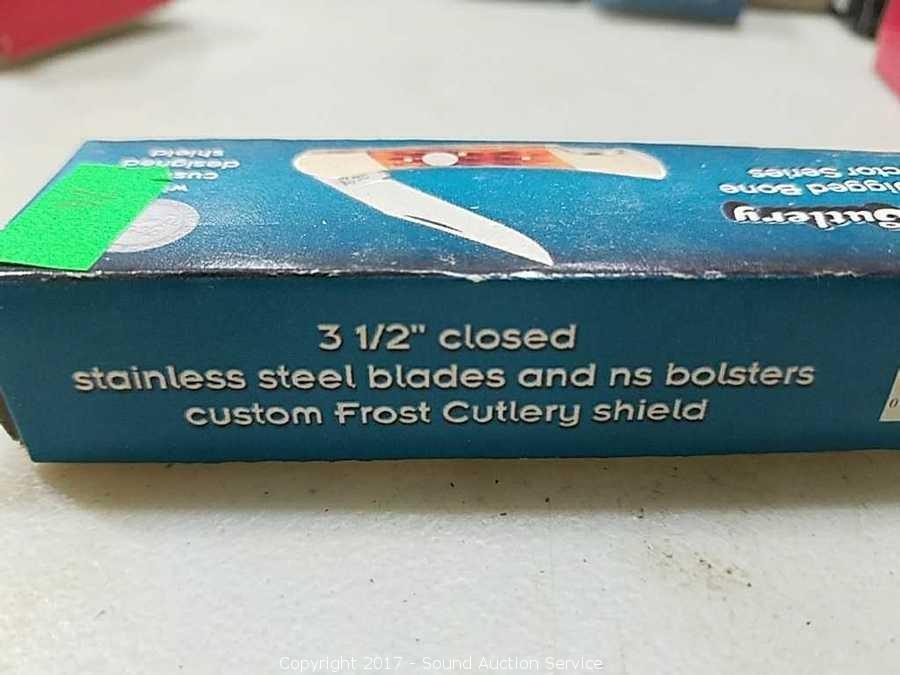 designed
shield
Jigged Bone
Series
Cutlery
3 1/2" closed
stainless steel blades and ns bolsters
custom Frost Cutlery shield
0
Copyright 2017 - Sound Auction Service